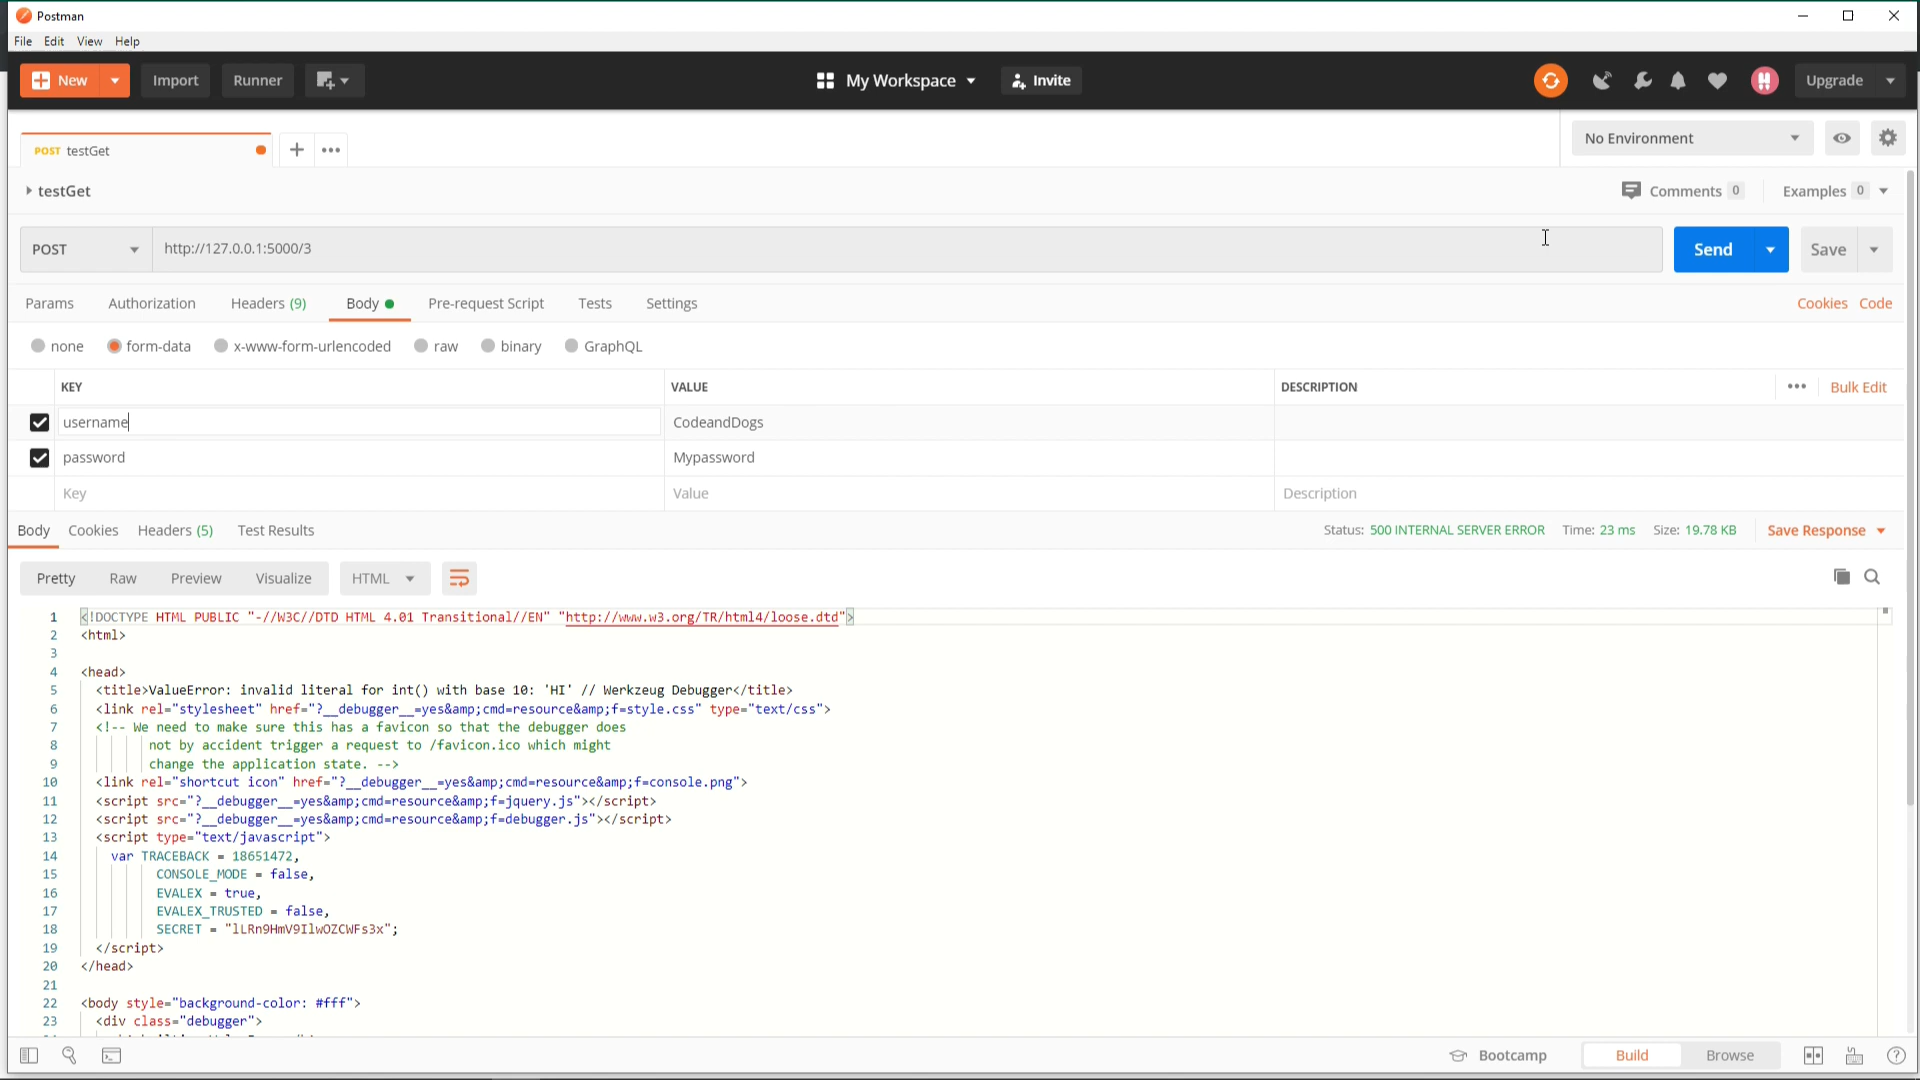 Postman
File Edit View Help
New Import Runner My Workspace Invite Upgrade
POST testGet No Environment
testGet Comments 0 Examples 0
POST http://127.0.0.1:5000/3 Send Save
Params Authorization Headers (9) Body Pre-request Script Tests Settings Cookies Code
none form-data x-www-form-urlencoded raw binary GraphQL
KEY VALUE DESCRIPTION Bulk Edit
username CodeandDogs
password Mypassword
Key Value Description
Body Cookies Headers (5) Test Results Status: 500 INTERNAL SERVER ERROR Time: 23 ms Size: 19.78 KB Save Response
Pretty Raw Preview Visualize HTML
1 <!DOCTYPE HTML PUBLIC "-//W3C//DTD HTML 4.01 Transitional//EN" "http://www.w3.org/TR/html4/loose.dtd">
2 <html>
3
4 <head>
5 <title>ValueError: invalid literal for int() with base 10: 'HI' // Werkzeug Debugger</title>
6 <link rel="stylesheet" href="?__debugger__=yes&amp;cmd=resource&amp;f=style.css" type="text/css">
7 <!-- We need to make sure this has a favicon so that the debugger does
8 not by accident trigger a request to /favicon.ico which might
9 change the application state. -->
10 <link rel="shortcut icon" href="?__debugger__=yes&amp;cmd=resource&amp;f=console.png">
11 <script src="?__debugger__=yes&amp;cmd=resource&amp;f=jquery.js"></script>
12 <script src="?__debugger__=yes&amp;cmd=resource&amp;f=debugger.js"></script>
13 <script type="text/javascript">
14 var TRACEBACK = 18651472,
15 CONSOLE_MODE = false,
16 EVALEX = true,
17 EVALEX_TRUSTED = false,
18 SECRET = "lLRn9HmV9IlwOZCWFs3x";
19 </script>
20 </head>
21
22 <body style="background-color: #fff">
23 <div class="debugger">
Bootcamp Build Browse